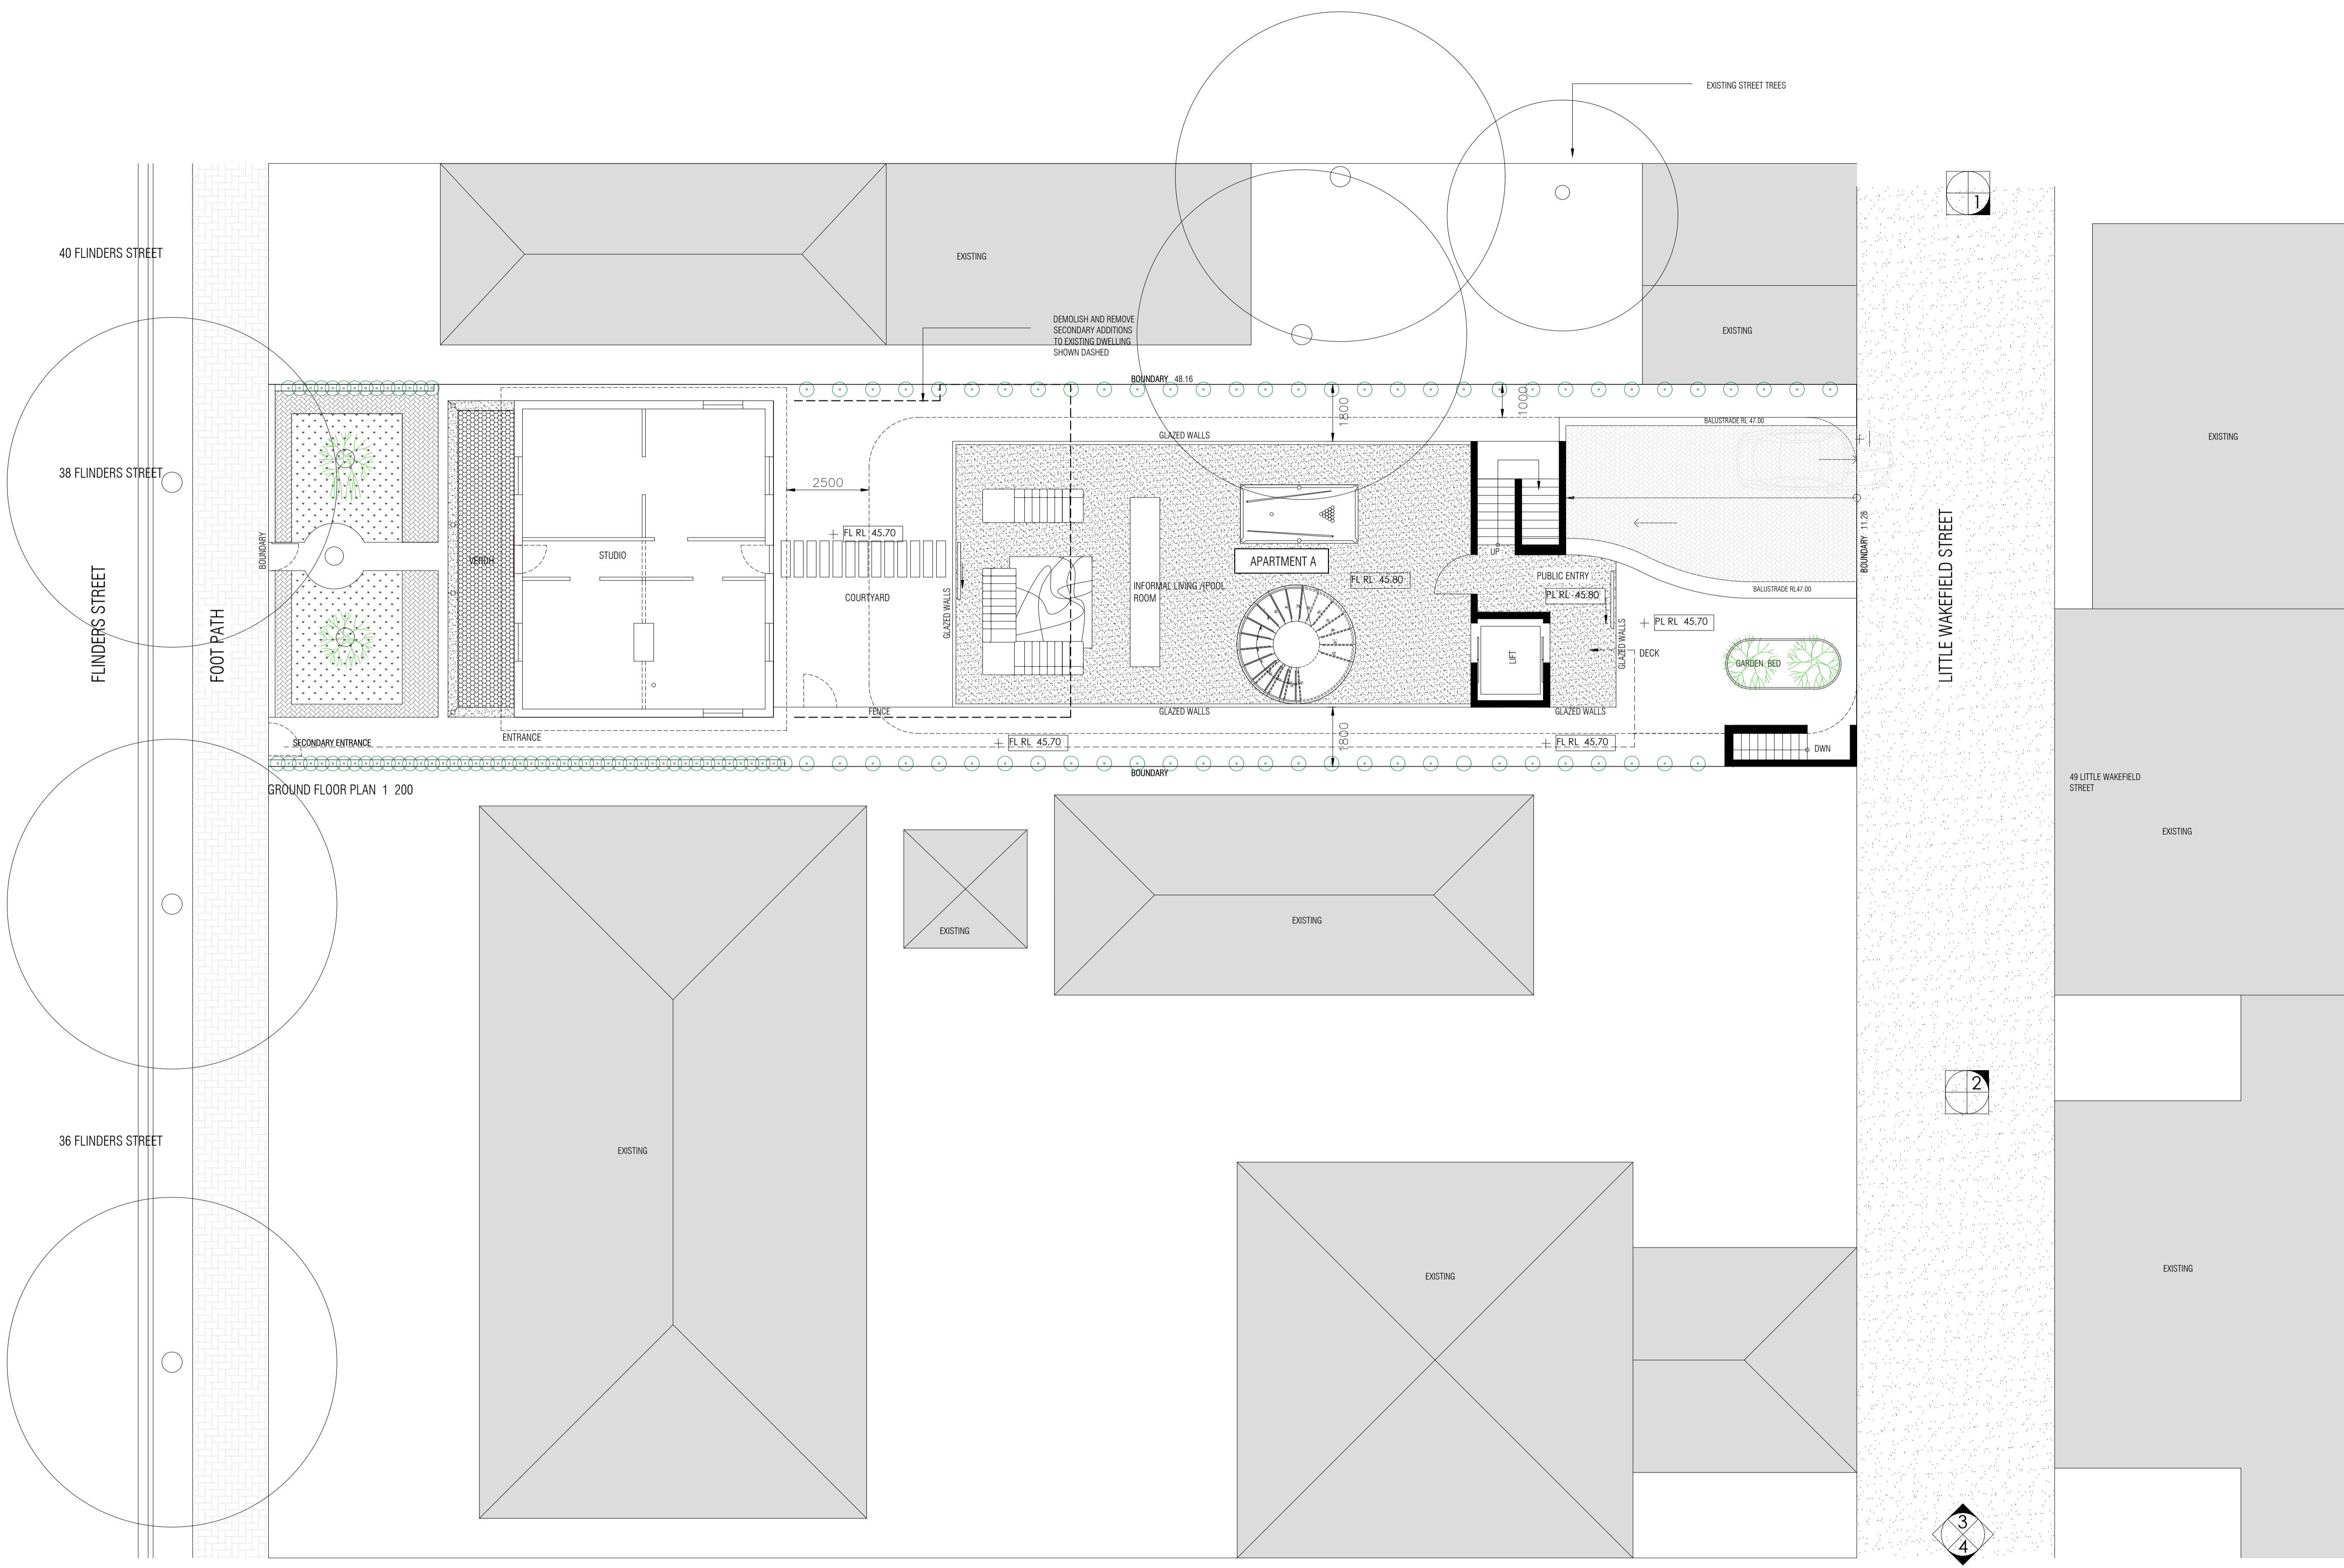 EXISTING STREET TREES
1
40 FLINDERS STREET
EXISTING
DEMOLISH AND REMOVE
SECONDARY ADDITIONS
TO EXISTING DWELLING
SHOWN DASHED
EXISTING
BOUNDARY 48.16
1800
1000
BALUSTRADE RL 47.00
GLAZED WALLS
EXISTING
38 FLINDERS STREET
2500
FL RL 45.70
BOUNDARY
VERDH
STUDIO
COURTYARD
GLAZED WALLS
INFORMAL LIVING /POOL
ROOM
APARTMENT A
FL RL 45.80
UP
PUBLIC ENTRY
PL RL 45.80
BALUSTRADE RL47.00
BOUNDARY 11.28
PL RL 45.70
LIFT
GLAZED WALLS
DECK
GARDEN BED
FLINDERS STREET
FOOT PATH
LITTLE WAKEFIELD STREET
FENCE
GLAZED WALLS
GLAZED WALLS
ENTRANCE
SECONDARY ENTRANCE
FL RL 45.70
1800
FL RL 45.70
DWN
BOUNDARY
GROUND FLOOR PLAN 1 200
49 LITTLE WAKEFIELD
STREET
EXISTING
EXISTING
EXISTING
2
36 FLINDERS STREET
EXISTING
EXISTING
EXISTING
3
4